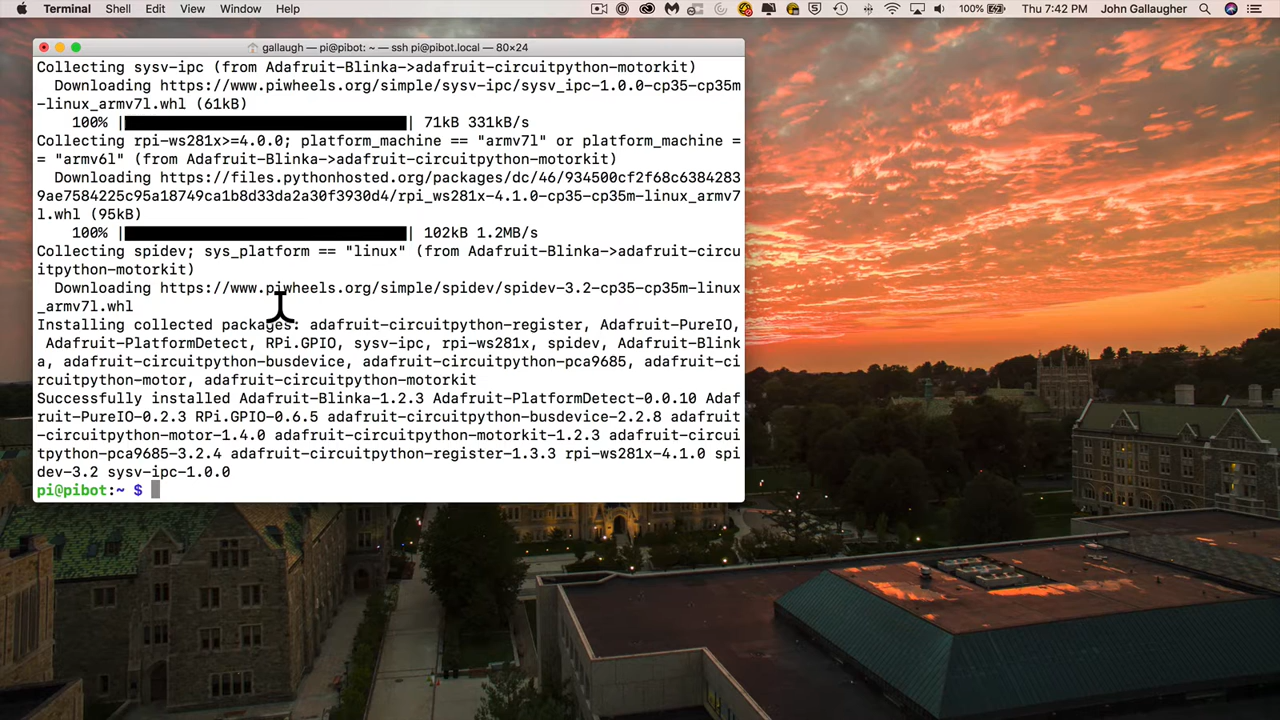 Terminal Shell Edit View Window Help 100% Thu 7:42 PM John Gallaugher
gallaugh — pi@pibot: ~ — ssh pi@pibot.local — 80×24
Collecting sysv-ipc (from Adafruit-Blinka->adafruit-circuitpython-motorkit)
Downloading https://www.piwheels.org/simple/sysv-ipc/sysv_ipc-1.0.0-cp35-cp35m
-linux_armv7l.whl (61kB)
100% |████████████████████████████████| 71kB 331kB/s
Collecting rpi-ws281x>=4.0.0; platform_machine == "armv7l" or platform_machine =
= "armv6l" (from Adafruit-Blinka->adafruit-circuitpython-motorkit)
Downloading https://files.pythonhosted.org/packages/dc/46/934500cf2f68c6384283
9ae7584225c95a18749ca1b8d33da2a30f3930d4/rpi_ws281x-4.1.0-cp35-cp35m-linux_armv7
l.whl (95kB)
100% |████████████████████████████████| 102kB 1.2MB/s
Collecting spidev; sys_platform == "linux" (from Adafruit-Blinka->adafruit-circu
itpython-motorkit)
Downloading https://www.piwheels.org/simple/spidev/spidev-3.2-cp35-cp35m-linux
_armv7l.whl
Installing collected packages: adafruit-circuitpython-register, Adafruit-PureIO,
Adafruit-PlatformDetect, RPi.GPIO, sysv-ipc, rpi-ws281x, spidev, Adafruit-Blink
a, adafruit-circuitpython-busdevice, adafruit-circuitpython-pca9685, adafruit-ci
rcuitpython-motor, adafruit-circuitpython-motorkit
Successfully installed Adafruit-Blinka-1.2.3 Adafruit-PlatformDetect-0.0.10 Adaf
ruit-PureIO-0.2.3 RPi.GPIO-0.6.5 adafruit-circuitpython-busdevice-2.2.8 adafruit
-circuitpython-motor-1.4.0 adafruit-circuitpython-motorkit-1.2.3 adafruit-circui
tpython-pca9685-3.2.4 adafruit-circuitpython-register-1.3.3 rpi-ws281x-4.1.0 spi
dev-3.2 sysv-ipc-1.0.0
pi@pibot:~ $